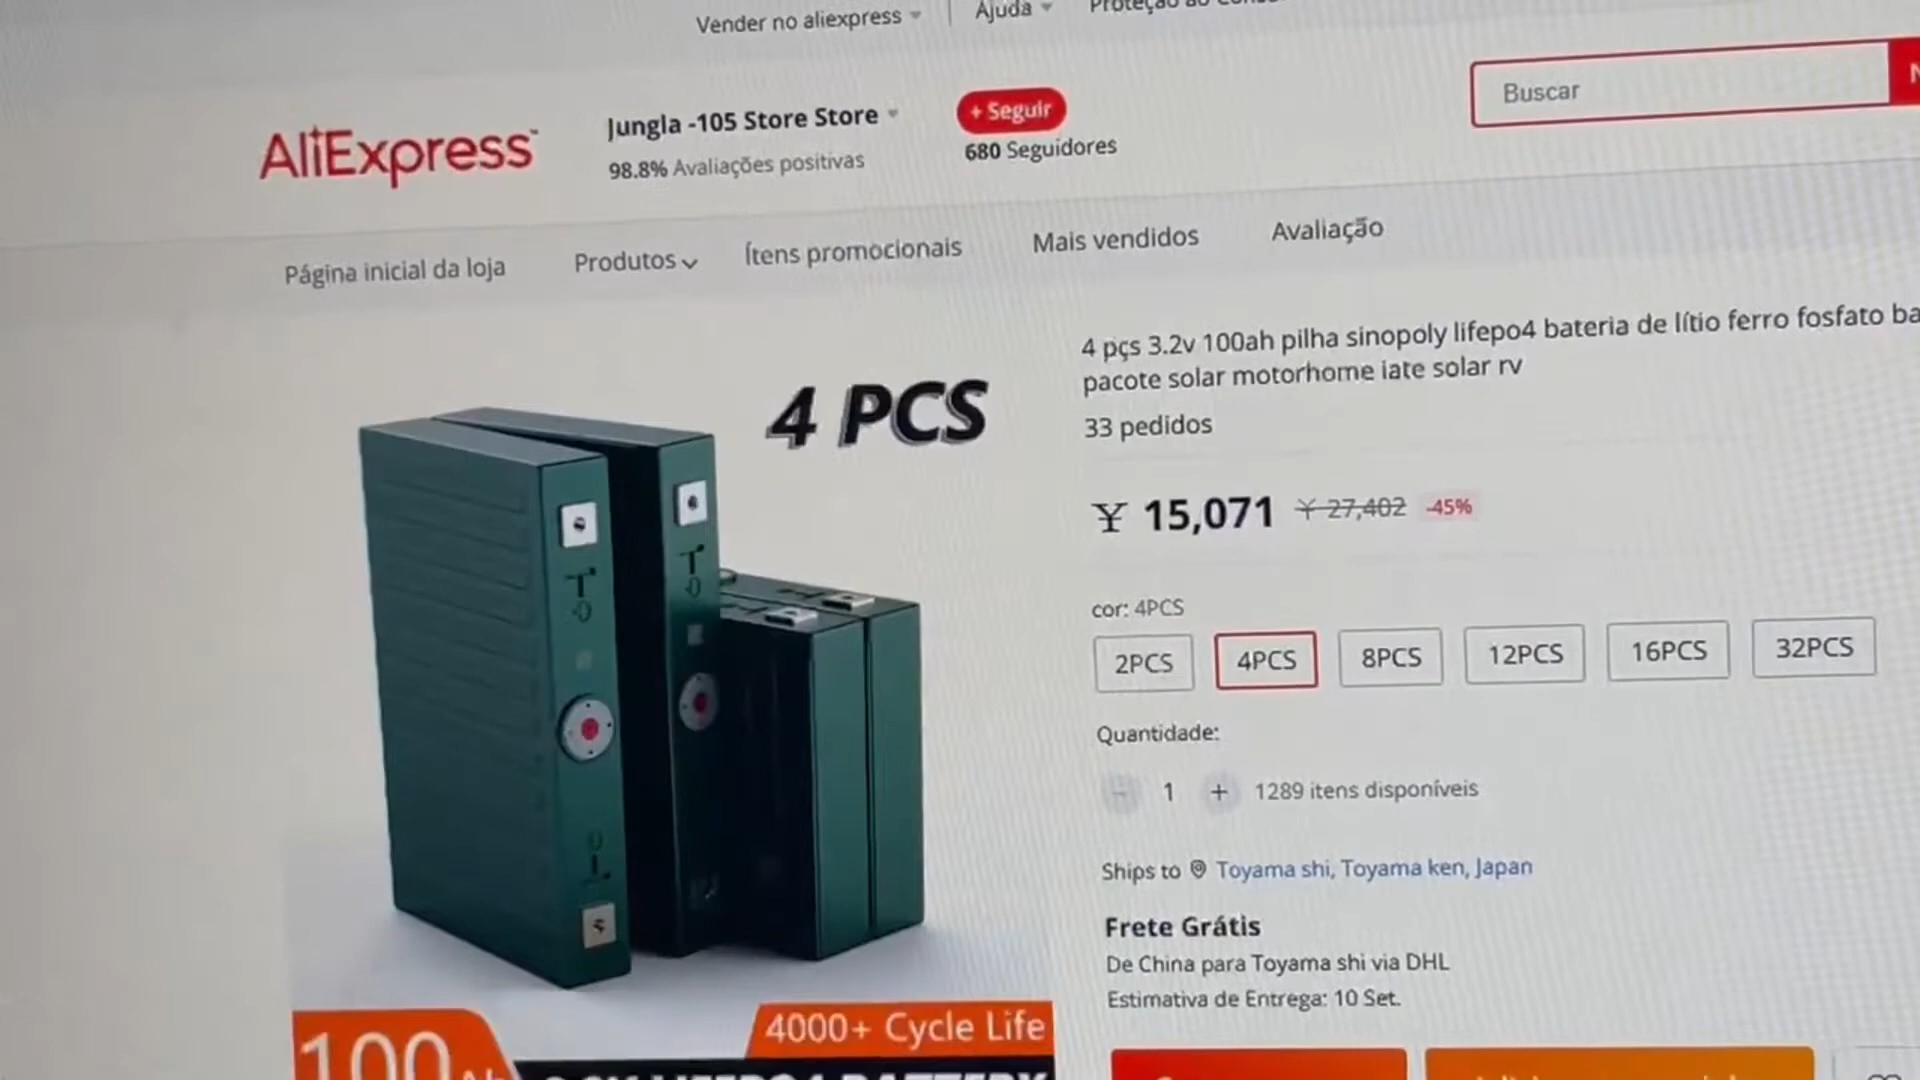 Vender no aliexpress
Ajuda
AliExpress
Jungla -105 Store Store
98.8% Avaliações positivas
+ Seguir
680 Seguidores
Buscar
Página inicial da loja
Produtos
Ítens promocionais
Mais vendidos
Avaliação
4 PCS
4 pçs 3.2v 100ah pilha sinopoly lifepo4 bateria de lítio ferro fosfato
pacote solar motorhome iate solar rv
33 pedidos
¥ 15,071 ¥ 27,402 -45%
cor: 4PCS
2PCS
4PCS
8PCS
12PCS
16PCS
32PCS
Quantidade:
1 + 1289 itens disponíveis
Ships to Toyama shi, Toyama ken, Japan
Frete Grátis
De China para Toyama shi via DHL
Estimativa de Entrega: 10 Set.
4000+ Cycle Life
100